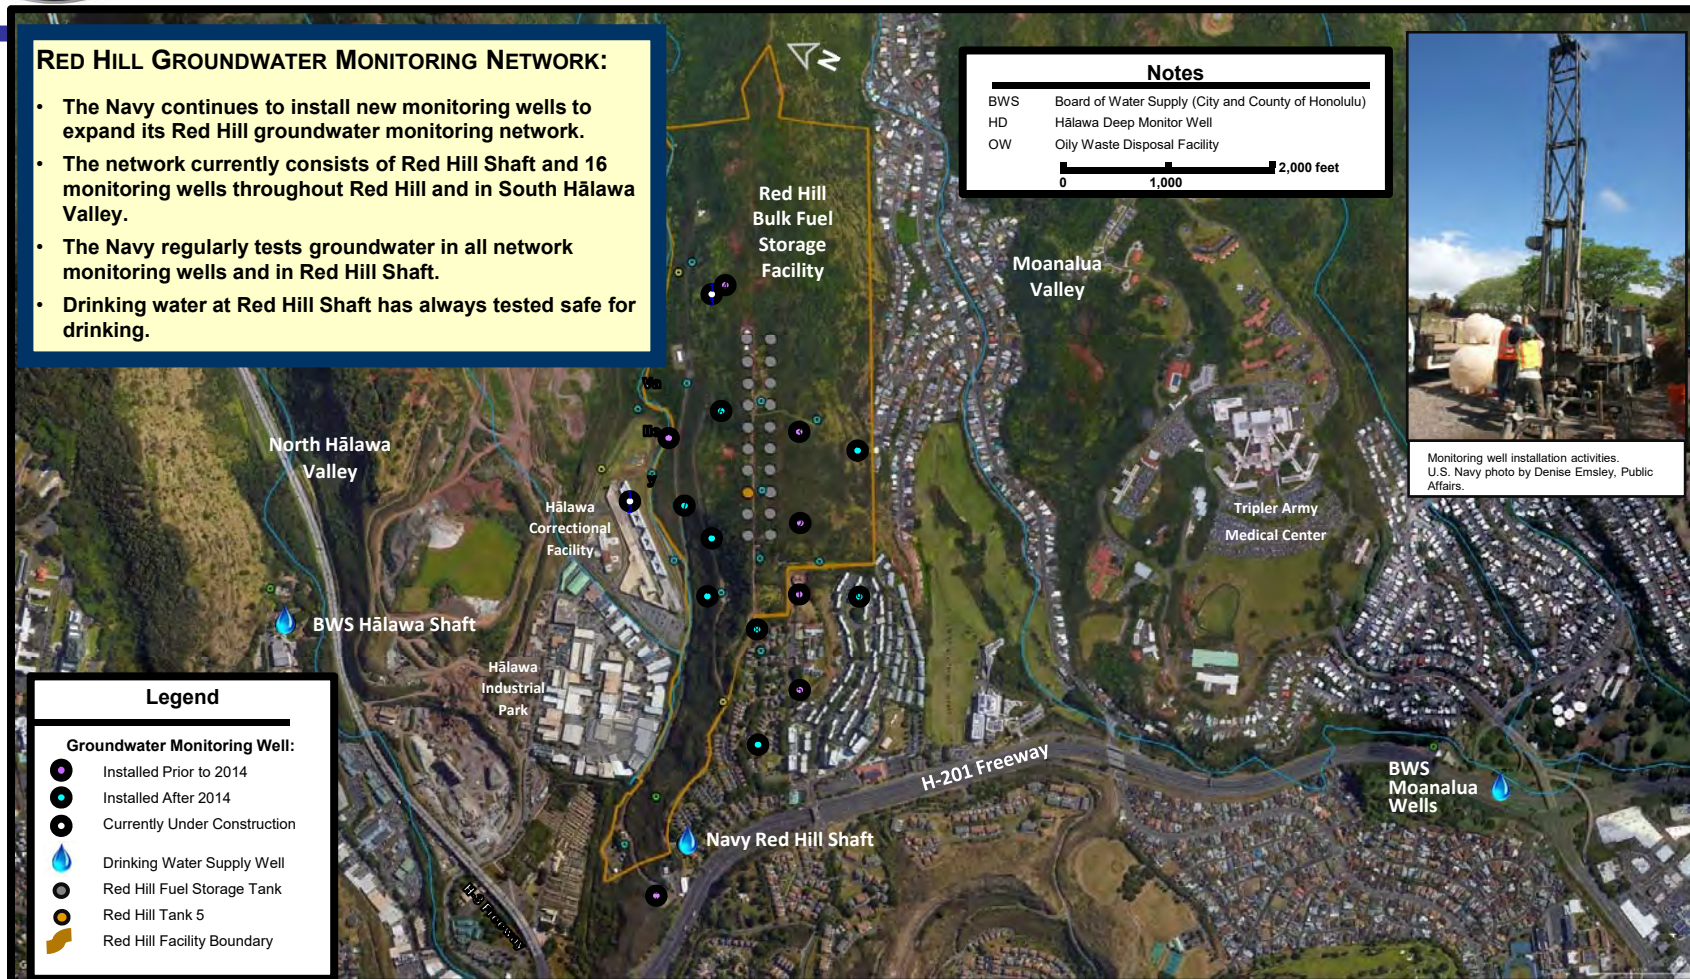 RED HILL GROUNDWATER MONITORING NETWORK:
• The Navy continues to install new monitoring wells to
expand its Red Hill groundwater monitoring network.
• The network currently consists of Red Hill Shaft and 16
monitoring wells throughout Red Hill and in South Hālawa
Valley.
• The Navy regularly tests groundwater in all network
monitoring wells and in Red Hill Shaft.
• Drinking water at Red Hill Shaft has always tested safe for
drinking.
N
Notes
BWS Board of Water Supply (City and County of Honolulu)
HD Hālawa Deep Monitor Well
OW Oily Waste Disposal Facility
0 1,000 2,000 feet
Monitoring well installation activities.
U.S. Navy photo by Denise Emsley, Public
Affairs.
Red Hill
Bulk Fuel
Storage
Facility
Moanalua
Valley
North Hālawa
Valley
Hālawa
Correctional
Facility
Tripler Army
Medical Center
BWS Hālawa Shaft
Hālawa
Industrial
Park
H-201 Freeway
BWS
Moanalua
Wells
Navy Red Hill Shaft
H-3 Freeway
Legend
Groundwater Monitoring Well:
Installed Prior to 2014
Installed After 2014
Currently Under Construction
Drinking Water Supply Well
Red Hill Fuel Storage Tank
Red Hill Tank 5
Red Hill Facility Boundary